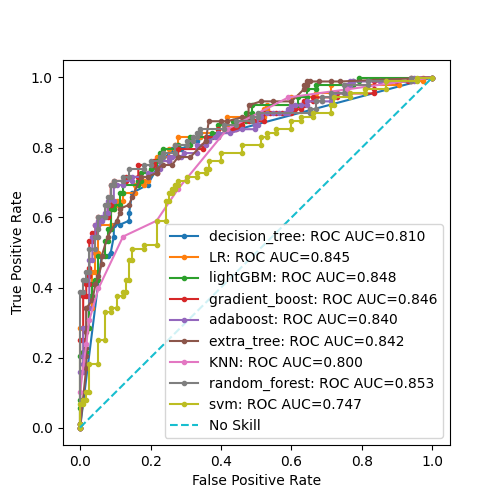 True Positive Rate
1.0
0.8
0.6
0.4
0.2
0.0
decision_tree: ROC AUC=0.810
LR: ROC AUC=0.845
lightGBM: ROC AUC=0.848
gradient_boost: ROC AUC=0.846
adaboost: ROC AUC=0.840
extra_tree: ROC AUC=0.842
KNN: ROC AUC=0.800
random_forest: ROC AUC=0.853
svm: ROC AUC=0.747
No Skill
0.0 0.2 0.4 0.6 0.8 1.0
False Positive Rate